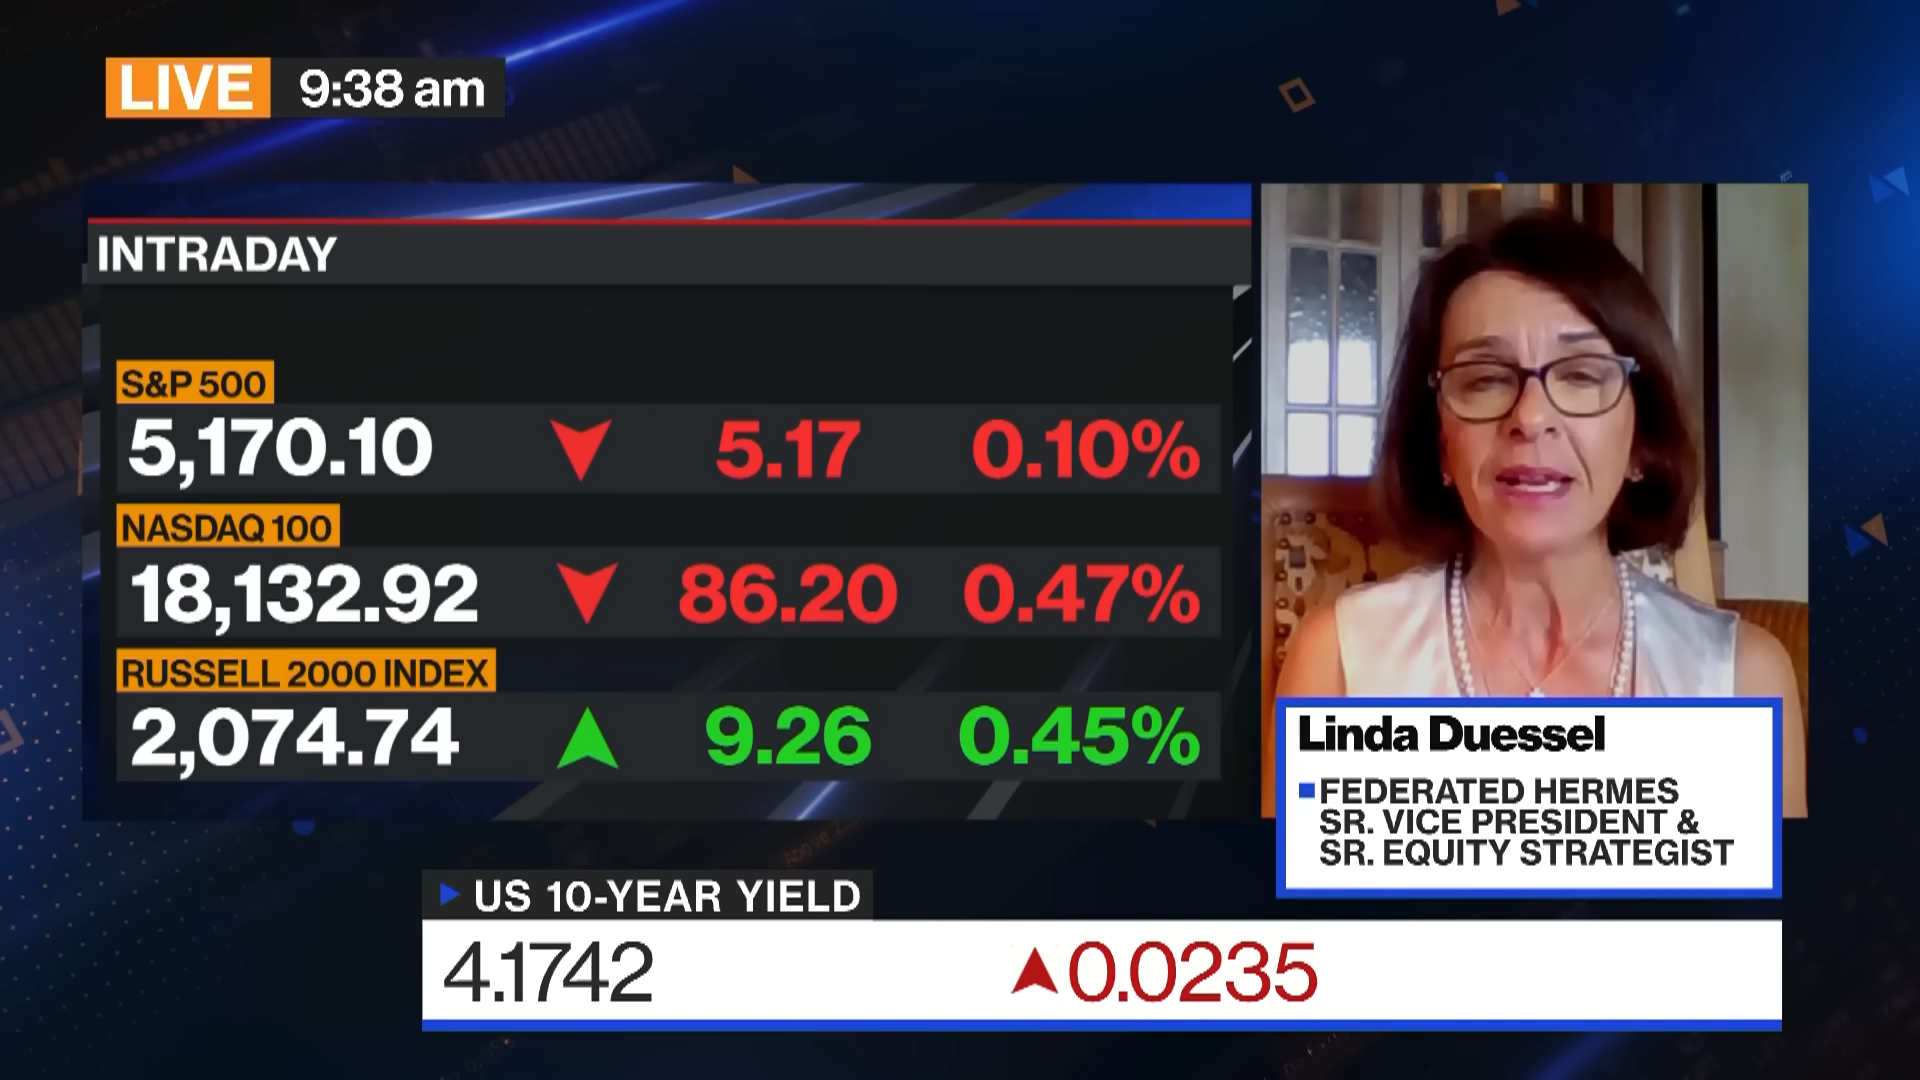 LIVE 9:38 am
INTRADAY
S&P 500
5,170.10 ▼ 5.17 0.10%
NASDAQ 100
18,132.92 ▼ 86.20 0.47%
RUSSELL 2000 INDEX
2,074.74 ▲ 9.26 0.45%
Linda Duessel
FEDERATED HERMES
SR. VICE PRESIDENT &
SR. EQUITY STRATEGIST
US 10-YEAR YIELD
4.1742 ▲0.0235